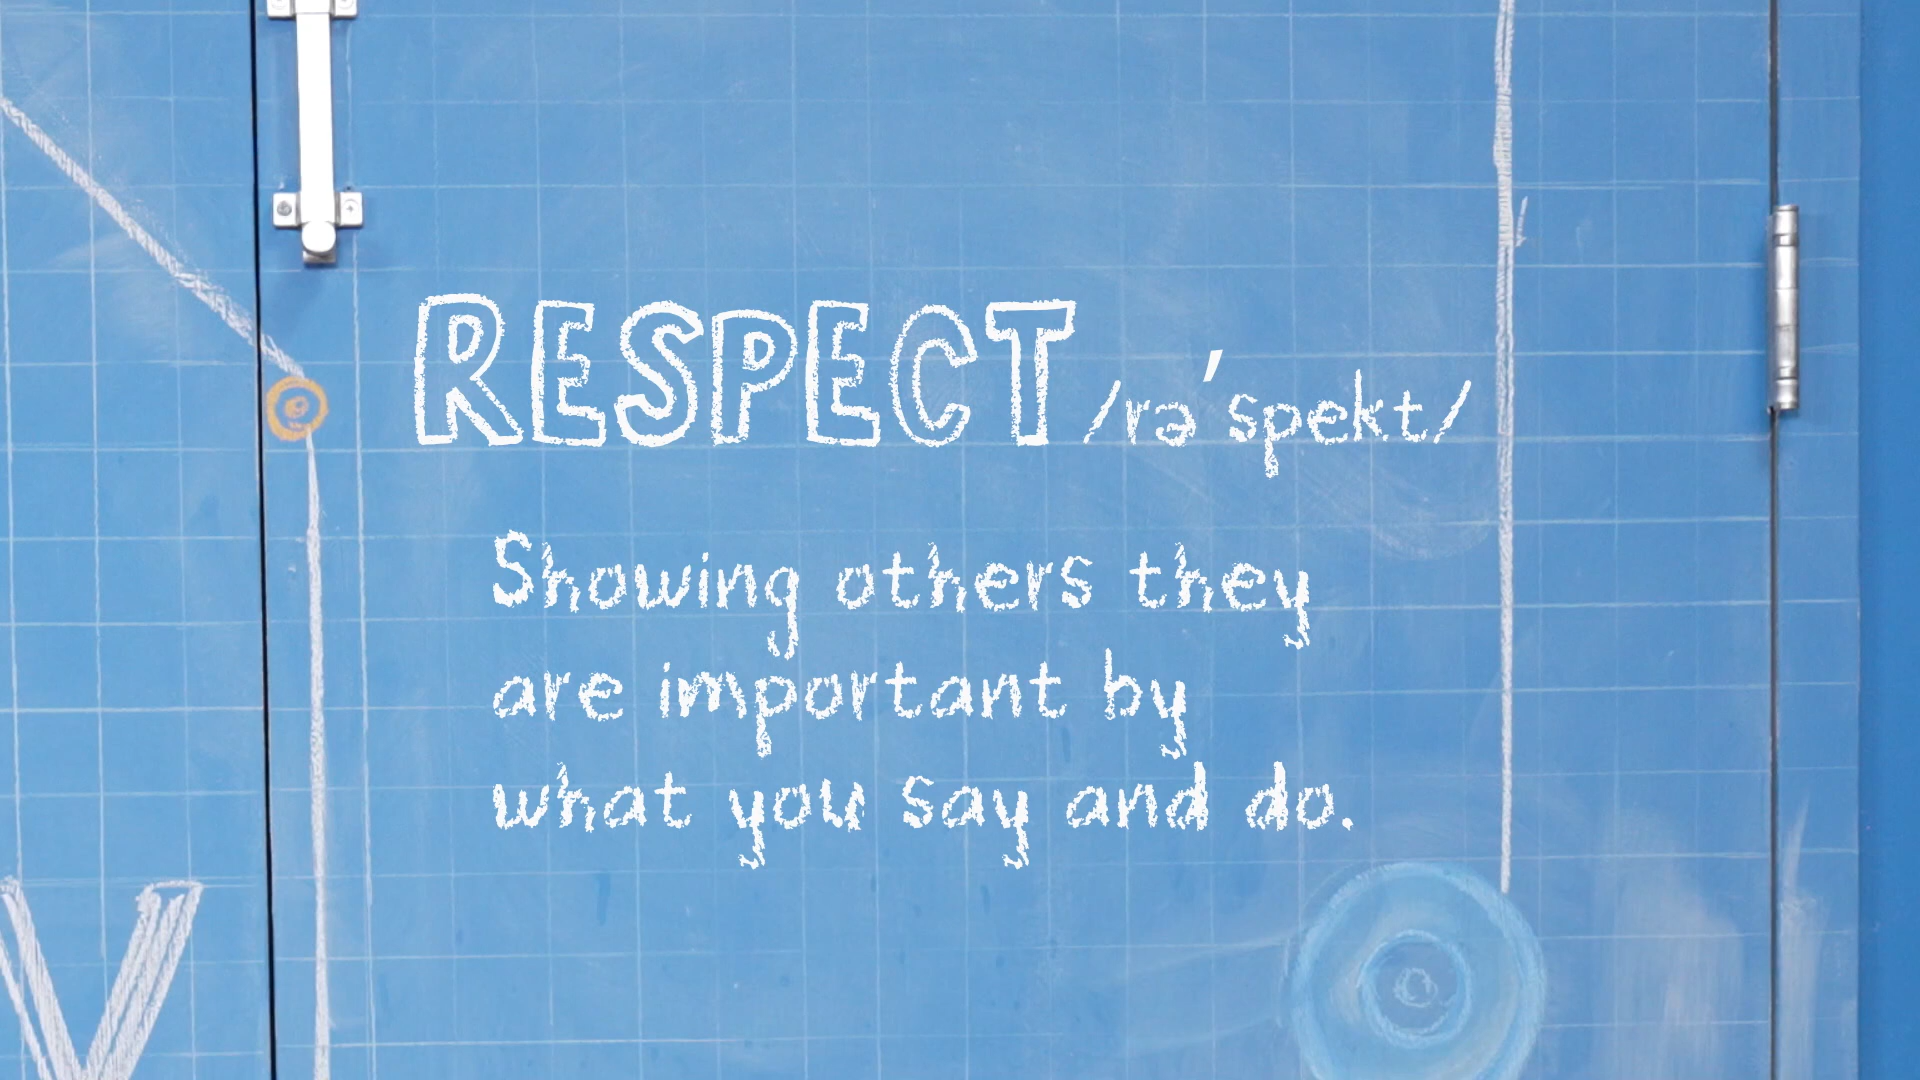 RESPECT /rəˈspekt/
Showing others they
are important by
what you say and do.
V